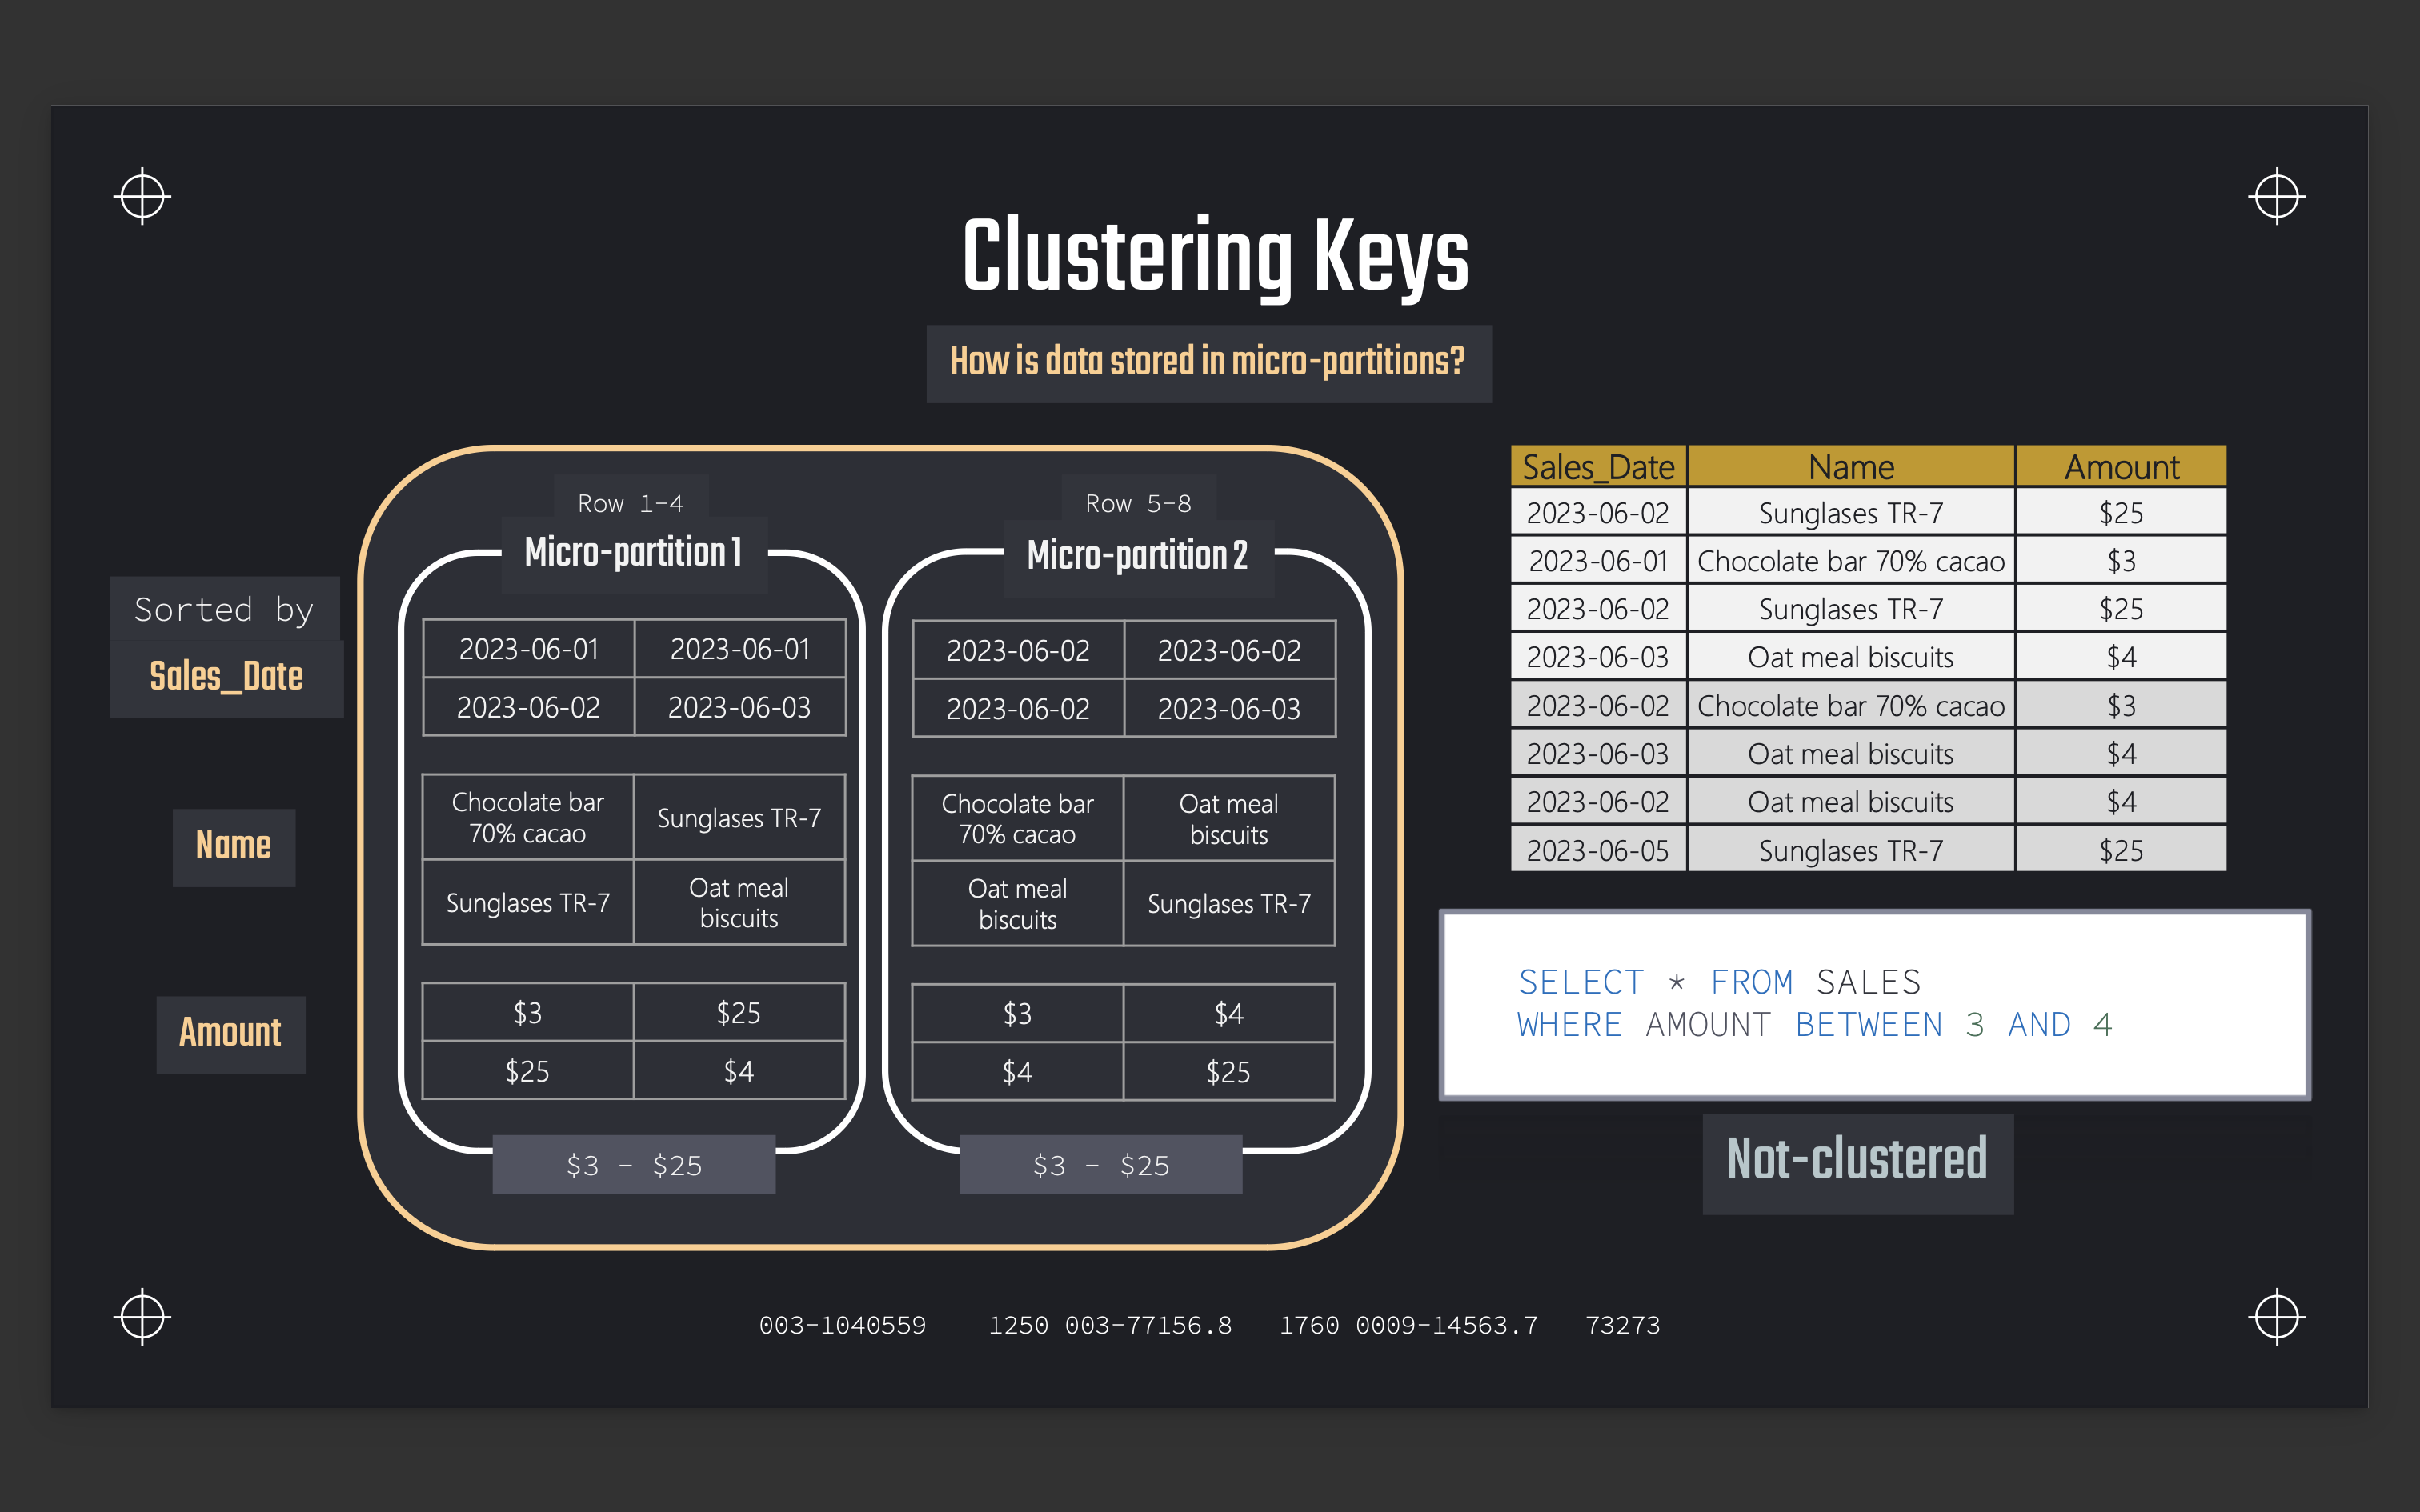 Clustering Keys
How is data stored in micro-partitions?
Sorted by
Sales_Date
Name
Amount
Row 1-4
Micro-partition 1
2023-06-01 2023-06-01
2023-06-02 2023-06-03
Chocolate bar
70% cacao
Sunglases TR-7
Sunglases TR-7
Oat meal
biscuits
$3 $25
$25 $4
$3 - $25
Row 5-8
Micro-partition 2
2023-06-02 2023-06-02
2023-06-02 2023-06-03
Chocolate bar
70% cacao
Oat meal
biscuits
Oat meal
biscuits
Sunglases TR-7
$3 $4
$4 $25
$3 - $25
Sales_Date Name Amount
2023-06-02 Sunglases TR-7 $25
2023-06-01 Chocolate bar 70% cacao $3
2023-06-02 Sunglases TR-7 $25
2023-06-03 Oat meal biscuits $4
2023-06-02 Chocolate bar 70% cacao $3
2023-06-03 Oat meal biscuits $4
2023-06-02 Oat meal biscuits $4
2023-06-05 Sunglases TR-7 $25
SELECT * FROM SALES
WHERE AMOUNT BETWEEN 3 AND 4
Not-clustered
003-1040559 1250 003-77156.8 1760 0009-14563.7 73273